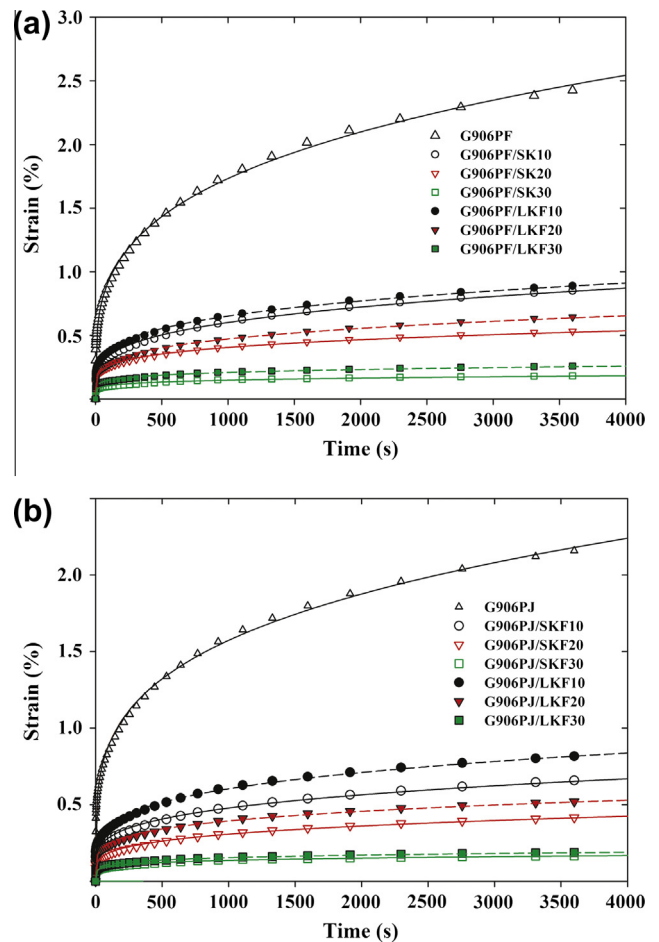 (a)
3.0
2.5
2.0
1.5
1.0
0.5
Strain (%)
G906PF
G906PF/SK10
G906PF/SK20
G906PF/SK30
G906PF/LKF10
G906PF/LKF20
G906PF/LKF30
0 500 1000 1500 2000 2500 3000 3500 4000
Time (s)
(b)
2.0
1.5
1.0
0.5
Strain (%)
G906PJ
G906PJ/SKF10
G906PJ/SKF20
G906PJ/SKF30
G906PJ/LKF10
G906PJ/LKF20
G906PJ/LKF30
0 500 1000 1500 2000 2500 3000 3500 4000
Time (s)